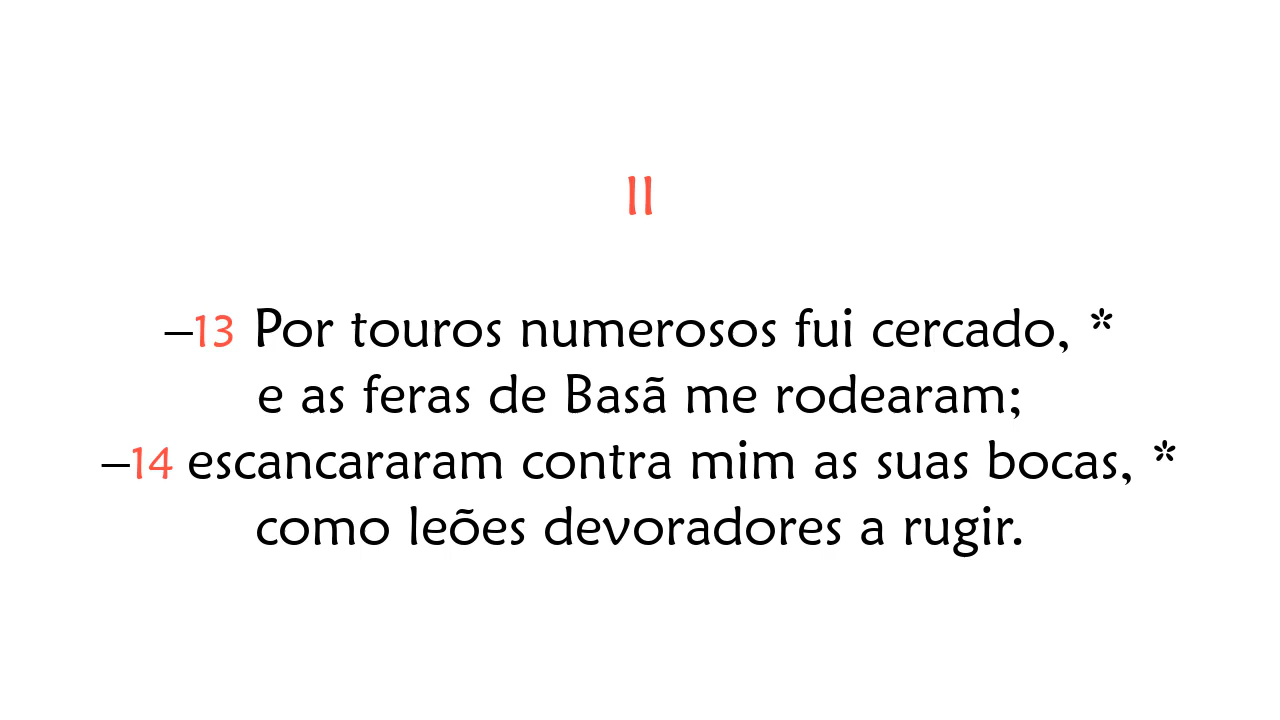 II
–13 Por touros numerosos fui cercado, *
e as feras de Basã me rodearam;
–14 escancararam contra mim as suas bocas, *
como leões devoradores a rugir.